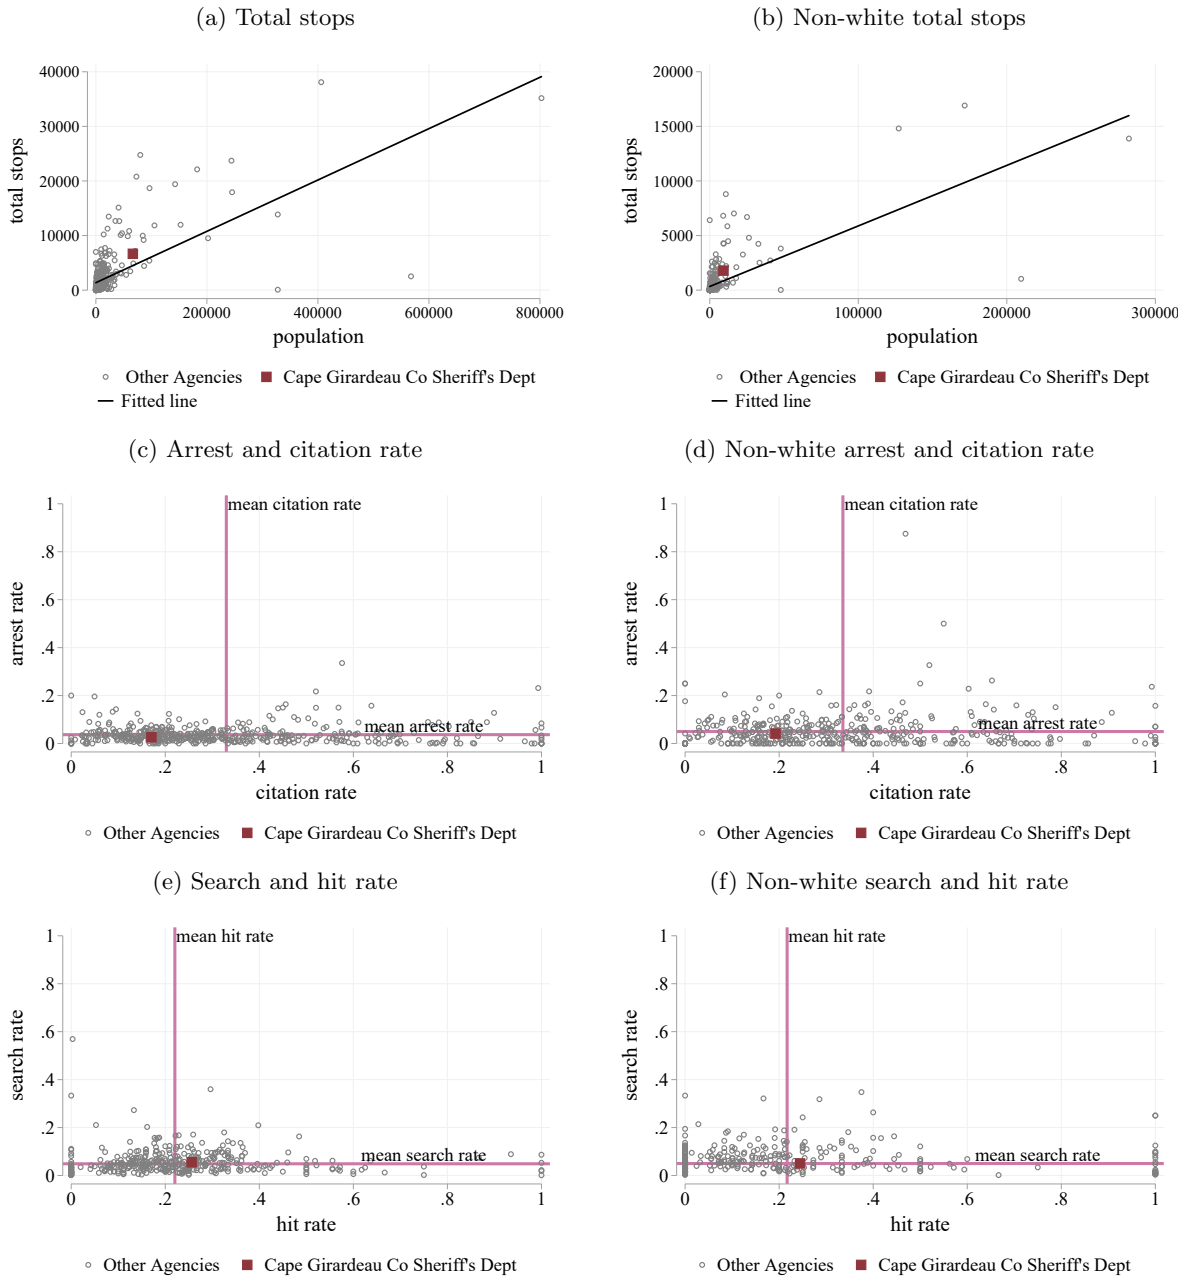 (a) Total stops
(b) Non-white total stops
40000
30000
20000
10000
0
total stops
0 200000 400000 600000 800000
population
Other Agencies Cape Girardeau Co Sheriff's Dept
Fitted line
20000
15000
10000
5000
0
total stops
0 100000 200000 300000
population
Other Agencies Cape Girardeau Co Sheriff's Dept
Fitted line
(c) Arrest and citation rate
(d) Non-white arrest and citation rate
1
.8
.6
.4
.2
0
arrest rate
mean citation rate
mean arrest rate
0 .2 .4 .6 .8 1
citation rate
Other Agencies Cape Girardeau Co Sheriff's Dept
1
.8
.6
.4
.2
0
arrest rate
mean citation rate
mean arrest rate
0 .2 .4 .6 .8 1
citation rate
Other Agencies Cape Girardeau Co Sheriff's Dept
(e) Search and hit rate
(f) Non-white search and hit rate
1
.8
.6
.4
.2
0
search rate
mean hit rate
mean search rate
0 .2 .4 .6 .8 1
hit rate
Other Agencies Cape Girardeau Co Sheriff's Dept
1
.8
.6
.4
.2
0
search rate
mean hit rate
mean search rate
0 .2 .4 .6 .8 1
hit rate
Other Agencies Cape Girardeau Co Sheriff's Dept